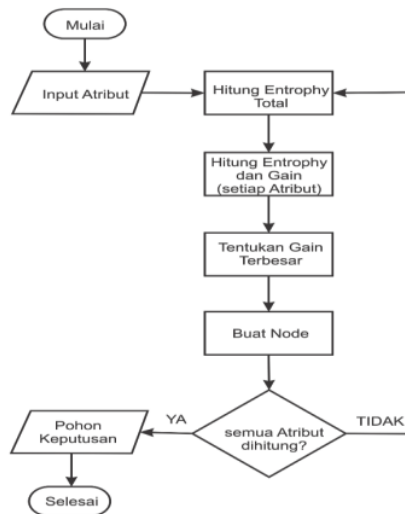 Mulai
Input Atribut
Hitung Entrophy
Total
Hitung Entrophy
dan Gain
(setiap Atribut)
Tentukan Gain
Terbesar
Buat Node
semua Atribut
dihitung?
YA
TIDAK
Pohon
Keputusan
Selesai